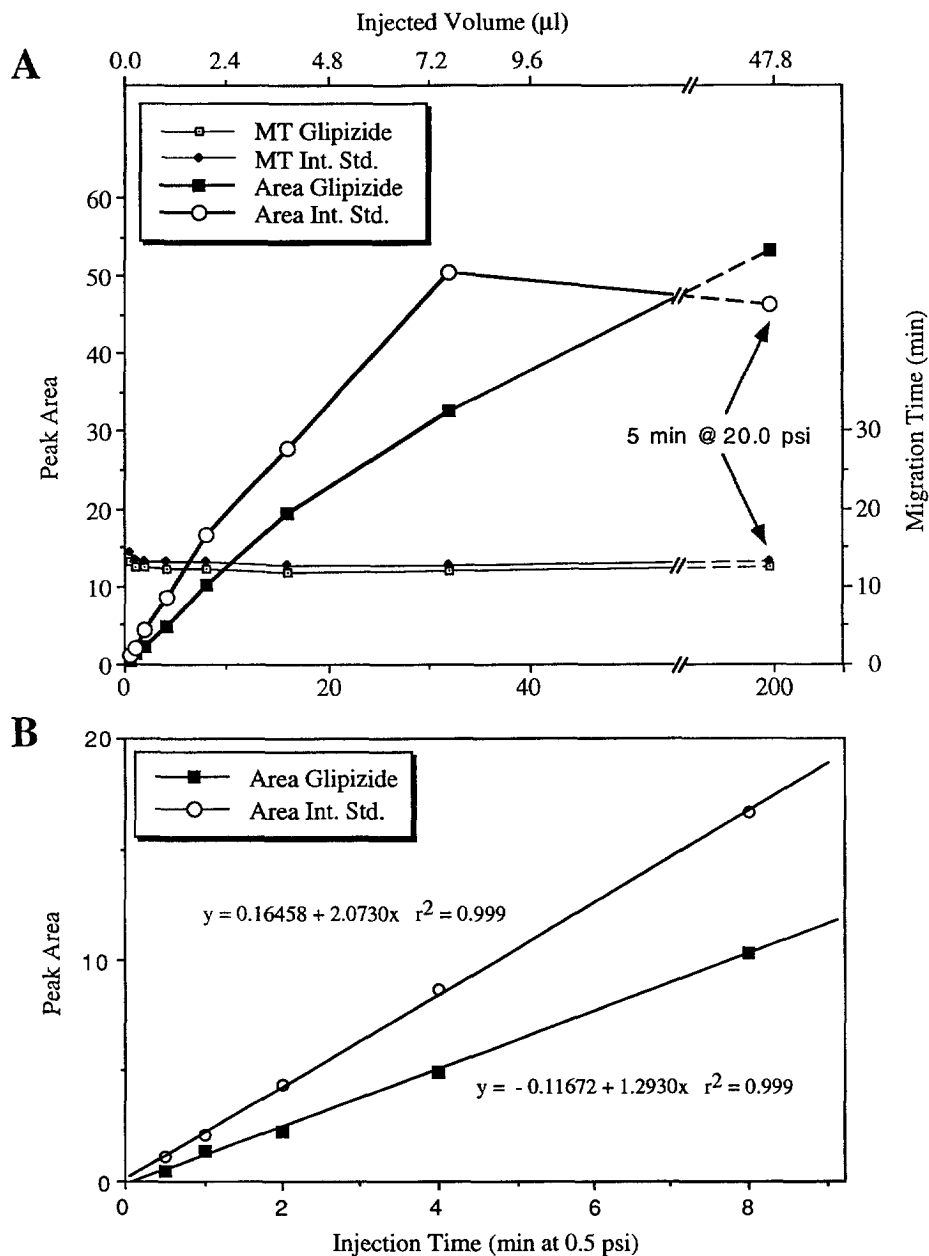 Injected Volume (µl)
A
0.0 2.4 4.8 7.2 9.6 47.8
MT Glipizide
MT Int. Std.
Area Glipizide
Area Int. Std.
60
50
40
30
20
10
0
Peak Area
5 min @ 20.0 psi
30
20
10
0
Migration Time (min)
0 20 40 200
B
20
10
0
Peak Area
Area Glipizide
Area Int. Std.
y = 0.16458 + 2.0730x r2 = 0.999
y = - 0.11672 + 1.2930x r2 = 0.999
0 2 4 6 8
Injection Time (min at 0.5 psi)